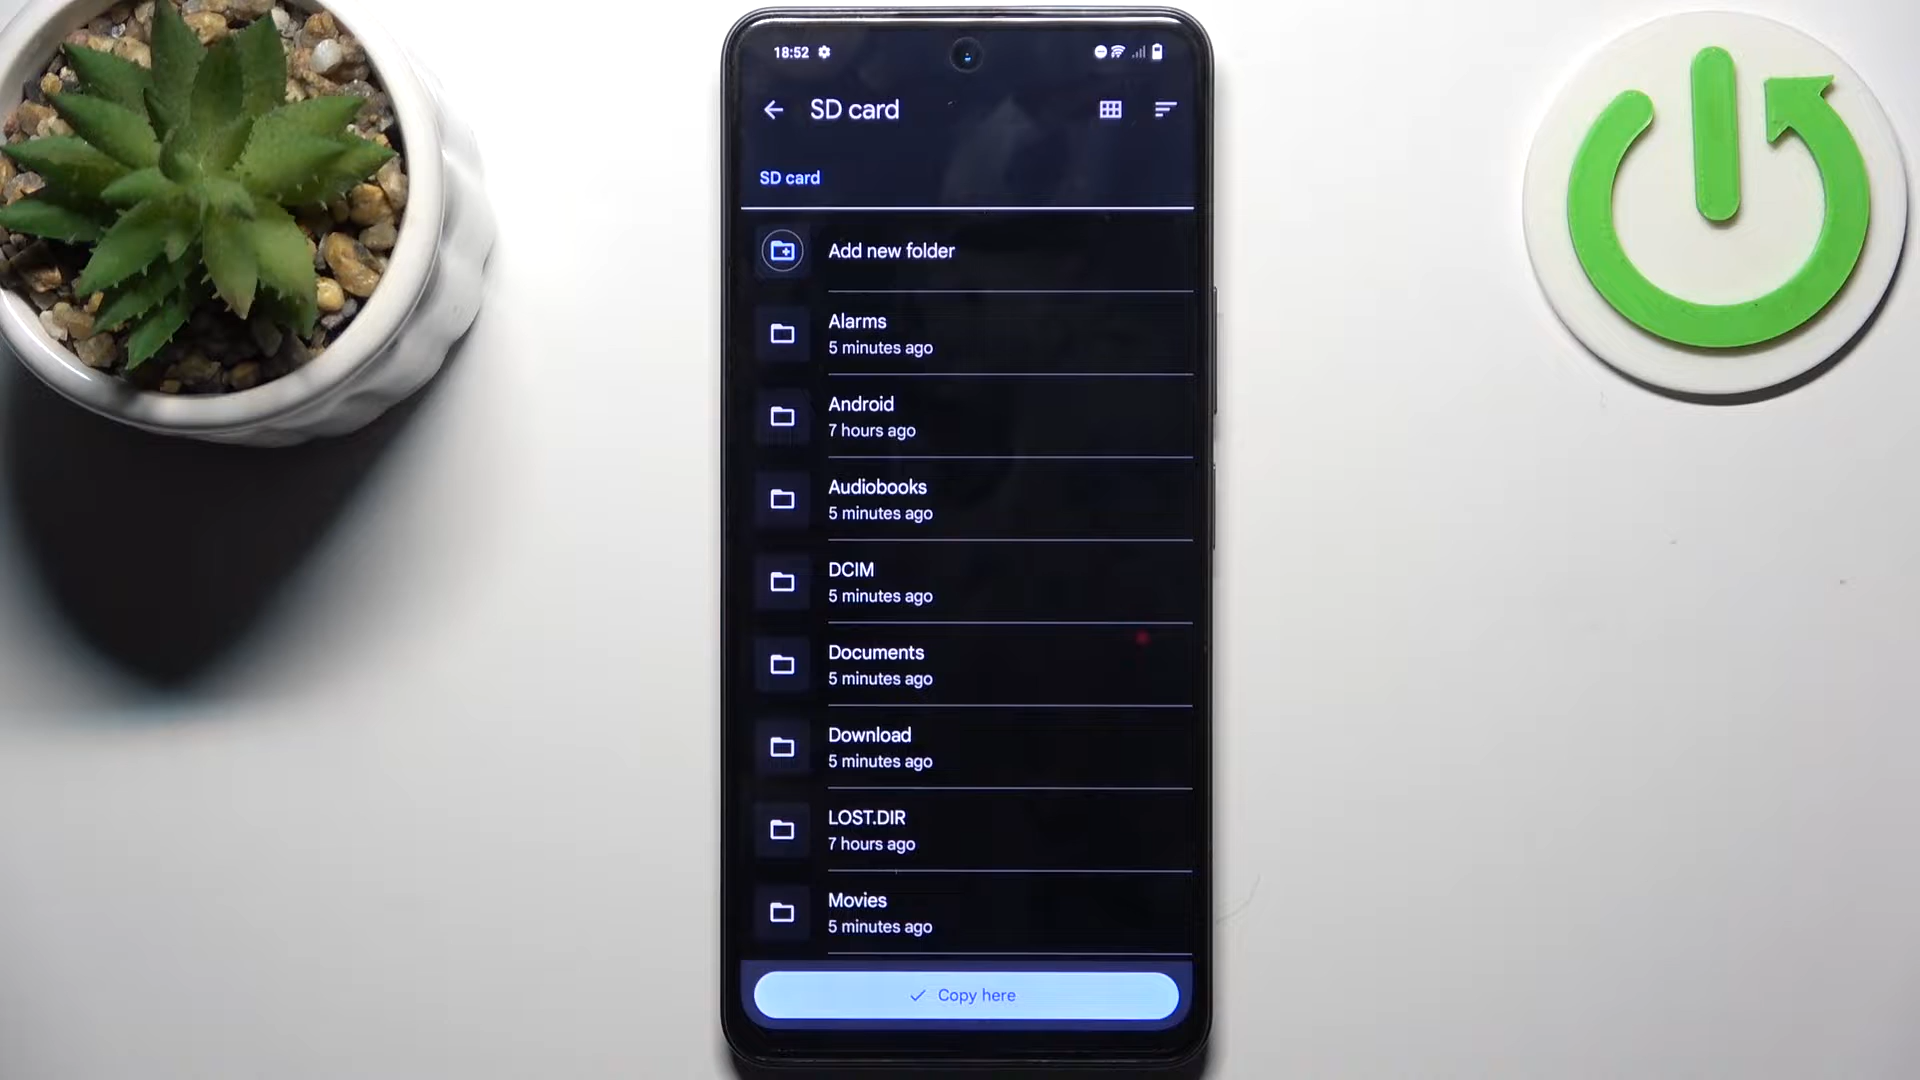 18:52
SD card
SD card
Add new folder
Alarms
5 minutes ago
Android
7 hours ago
Audiobooks
5 minutes ago
DCIM
5 minutes ago
Documents
5 minutes ago
Download
5 minutes ago
LOST.DIR
7 hours ago
Movies
5 minutes ago
Copy here